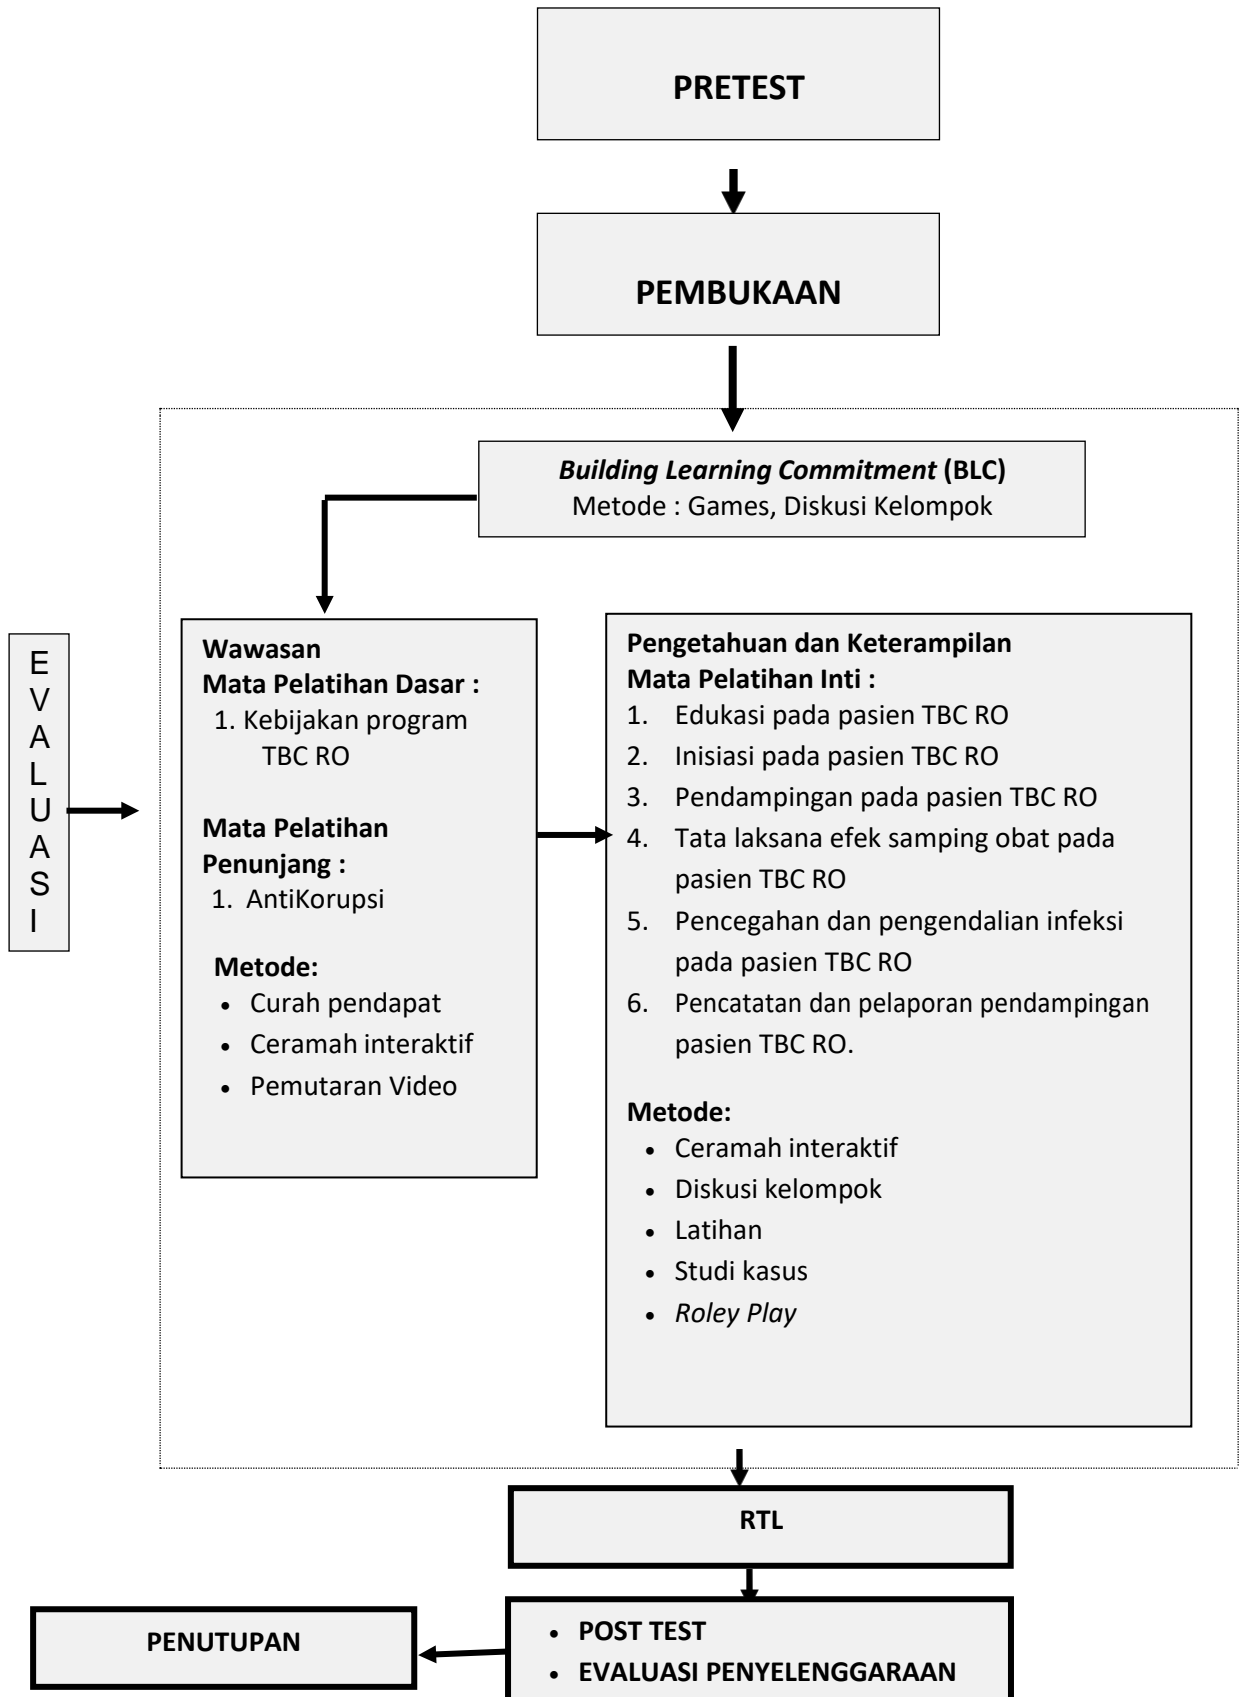 PRETEST
PEMBUKAAN
Building Learning Commitment (BLC)
Metode : Games, Diskusi Kelompok
E
V
A
L
U
A
S
I
Wawasan
Mata Pelatihan Dasar :
1. Kebijakan program
TBC RO
Mata Pelatihan
Penunjang :
1. AntiKorupsi
Metode:
• Curah pendapat
• Ceramah interaktif
• Pemutaran Video
Pengetahuan dan Keterampilan
Mata Pelatihan Inti :
1. Edukasi pada pasien TBC RO
2. Inisiasi pada pasien TBC RO
3. Pendampingan pada pasien TBC RO
4. Tata laksana efek samping obat pada
pasien TBC RO
5. Pencegahan dan pengendalian infeksi
pada pasien TBC RO
6. Pencatatan dan pelaporan pendampingan
pasien TBC RO.
Metode:
• Ceramah interaktif
• Diskusi kelompok
• Latihan
• Studi kasus
• Roley Play
RTL
• POST TEST
• EVALUASI PENYELENGGARAAN
PENUTUPAN